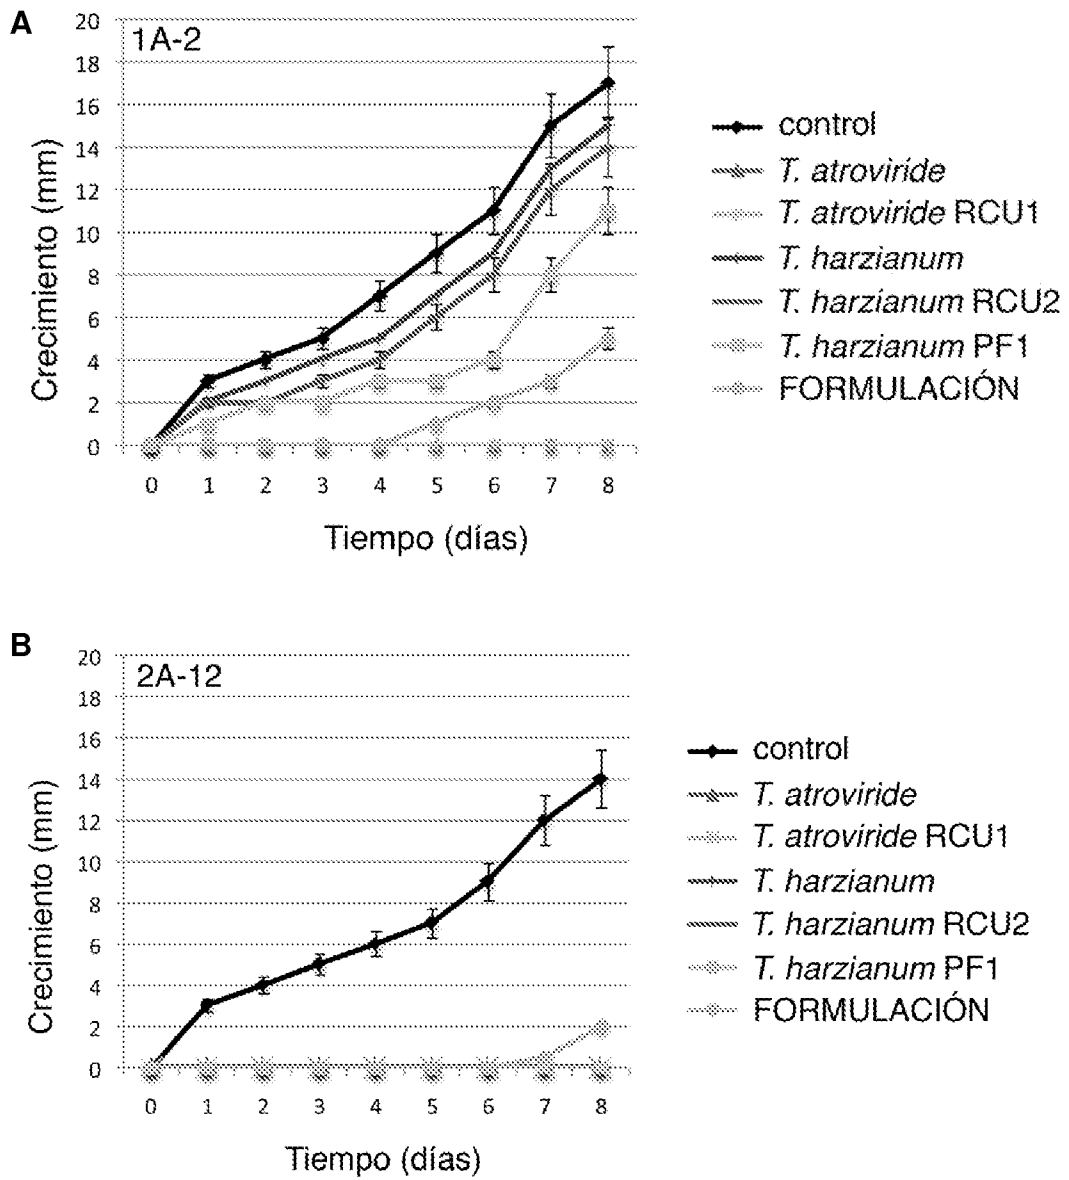 A
1A-2
20
18
16
14
12
10
8
6
4
2
0
Crecimiento (mm)
0 1 2 3 4 5 6 7 8
Tiempo (días)
control
T. atroviride
T. atroviride RCU1
T. harzianum
T. harzianum RCU2
T. harzianum PF1
FORMULACIÓN
B
2A-12
20
18
16
14
12
10
8
6
4
2
0
Crecimiento (mm)
0 1 2 3 4 5 6 7 8
Tiempo (días)
control
T. atroviride
T. atroviride RCU1
T. harzianum
T. harzianum RCU2
T. harzianum PF1
FORMULACIÓN